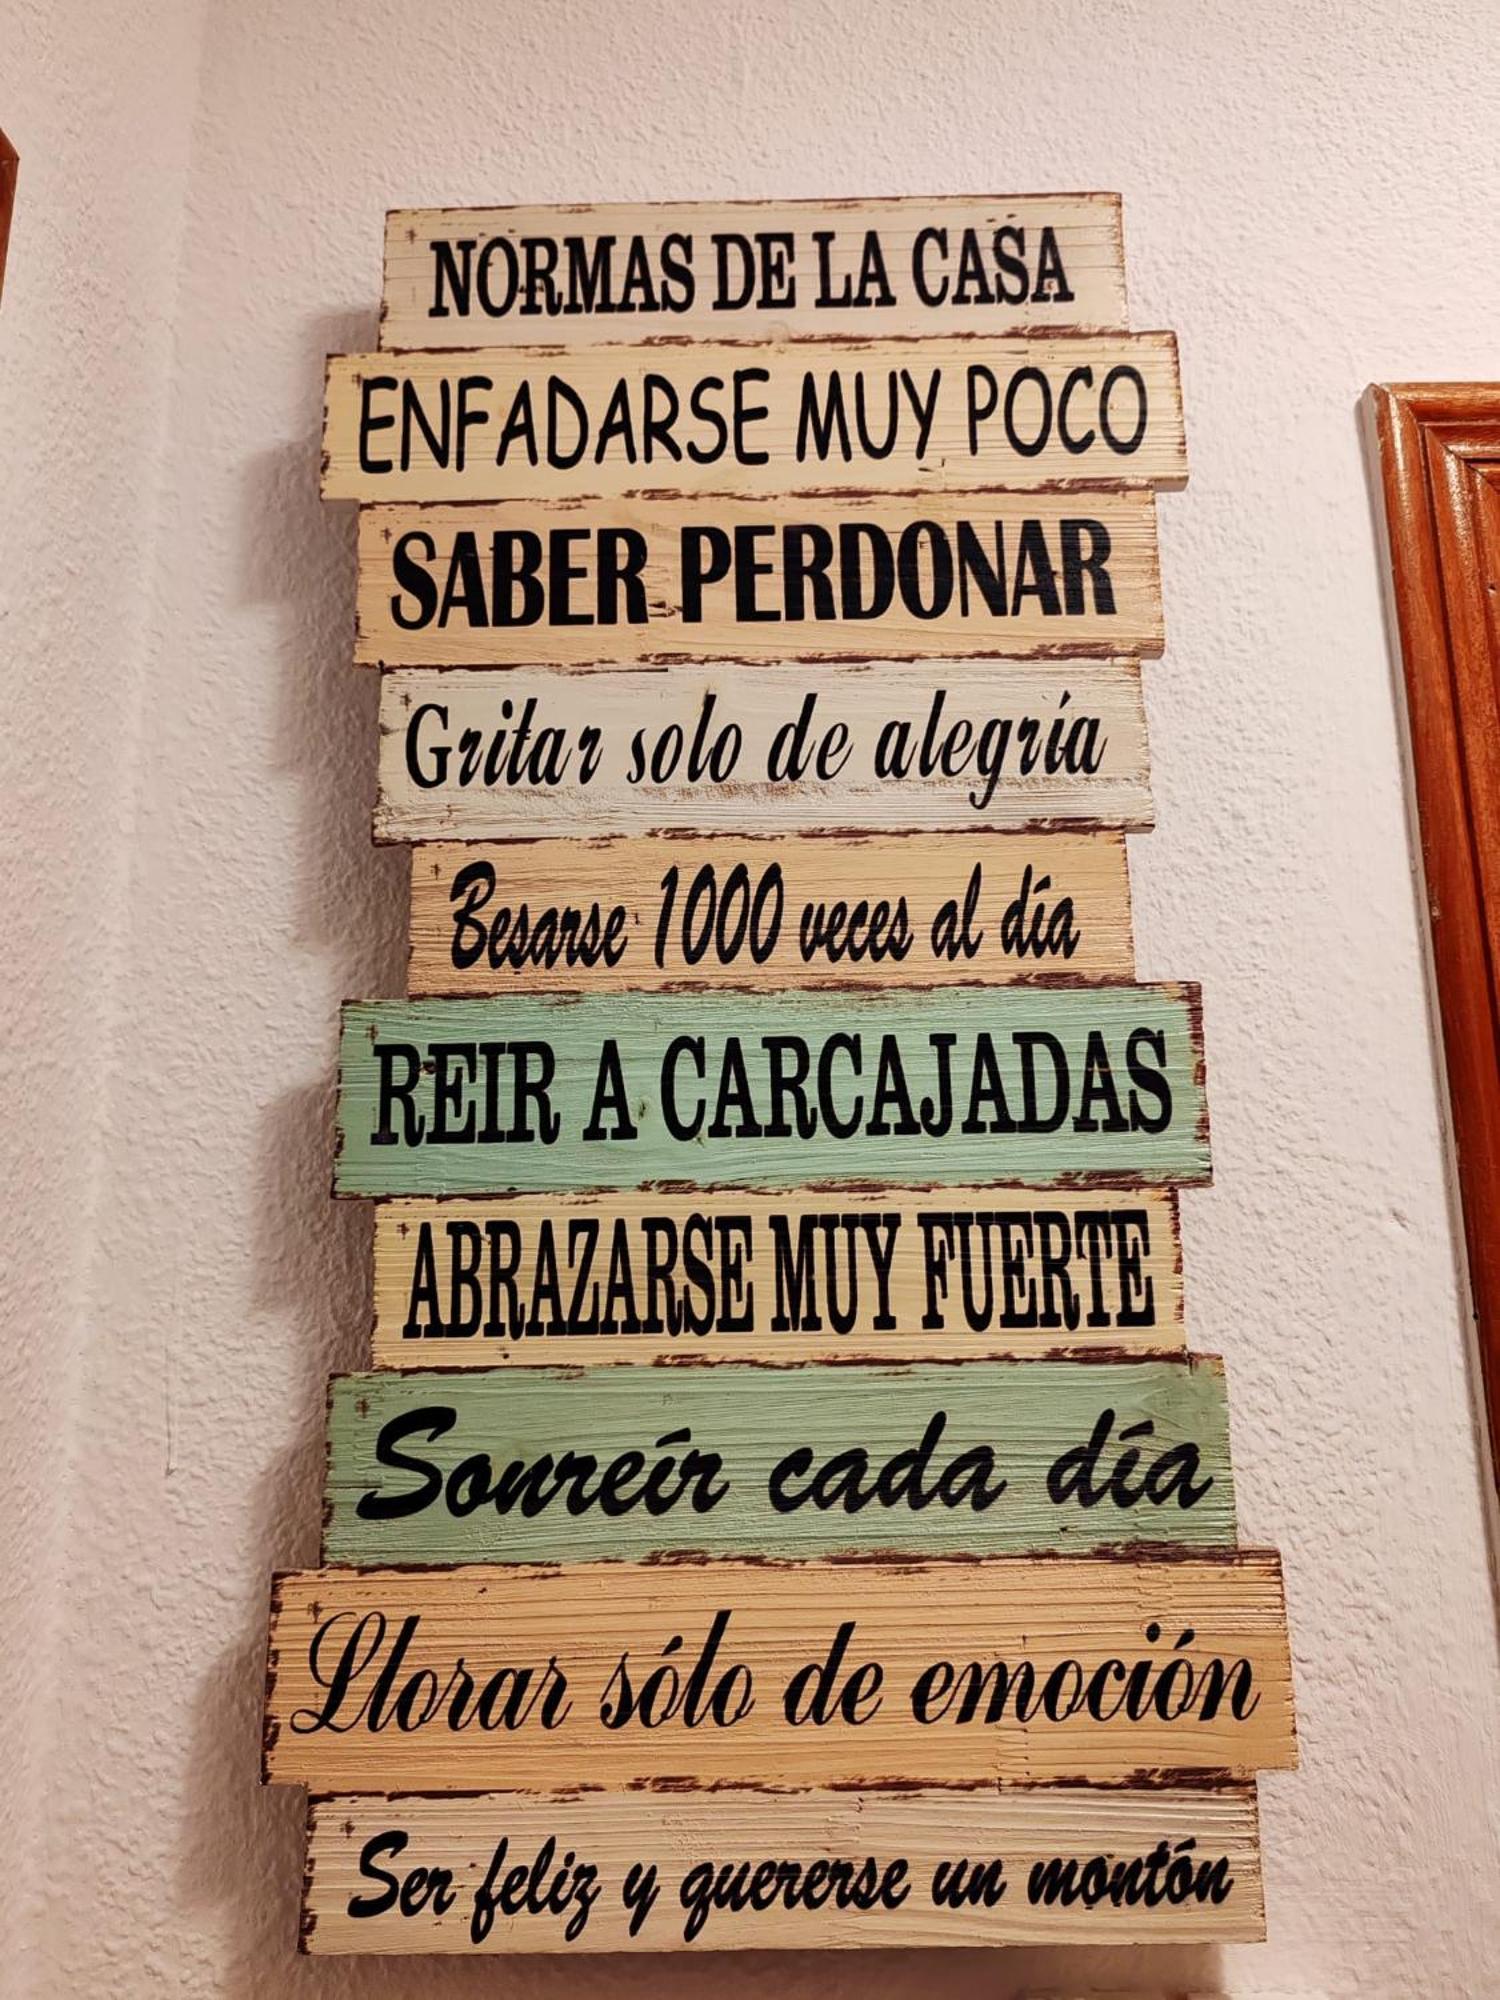 NORMAS DE LA CASA
ENFADARSE MUY POCO
SABER PERDONAR
Gritar solo de alegría
Besarse 1000 veces al día
REIR A CARCAJADAS
ABRAZARSE MUY FUERTE
Sonreír cada día
Llorar sólo de emoción
Ser feliz y quererse un montón